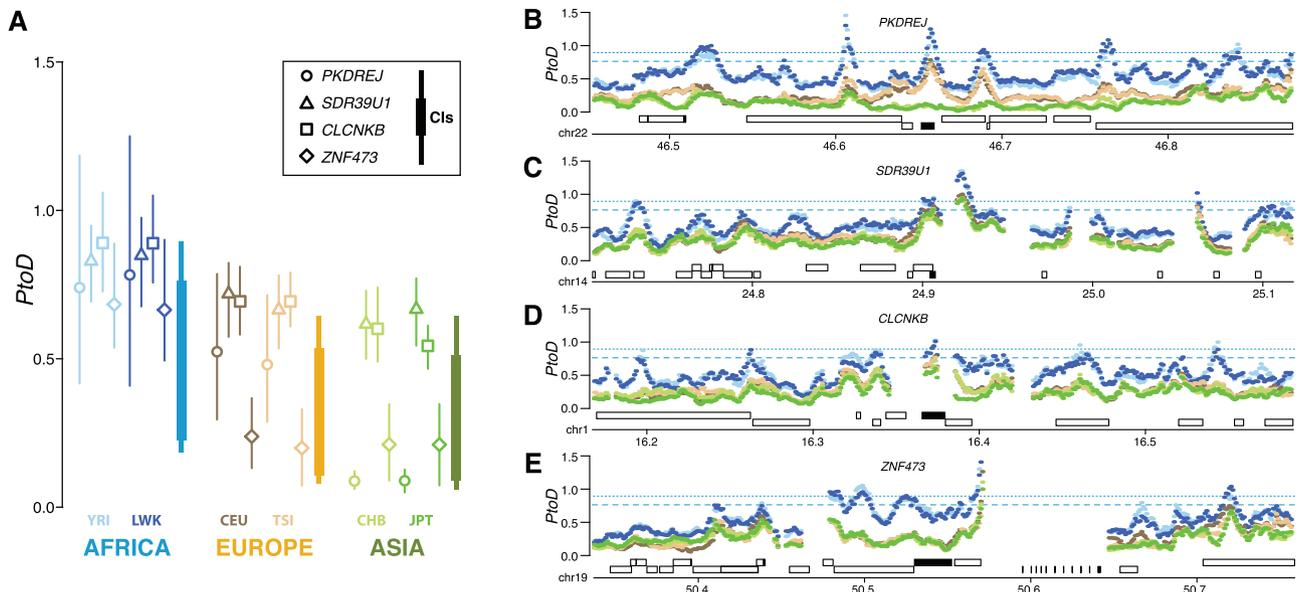 A
PtoD
1.5
1.0
0.5
0.0
PKDREJ
SDR39U1
CLCNKB
ZNF473
CIs
YRI LWK CEU TSI CHB JPT
AFRICA EUROPE ASIA
B
PKDREJ
PtoD
1.5
1.0
0.5
0.0
chr22
46.5 46.6 46.7 46.8
C
SDR39U1
PtoD
1.5
1.0
0.5
0.0
chr14
24.8 24.9 25.0 25.1
D
CLCNKB
PtoD
1.5
1.0
0.5
0.0
chr1
16.2 16.3 16.4 16.5
E
ZNF473
PtoD
1.5
1.0
0.5
0.0
chr19
50.4 50.5 50.6 50.7